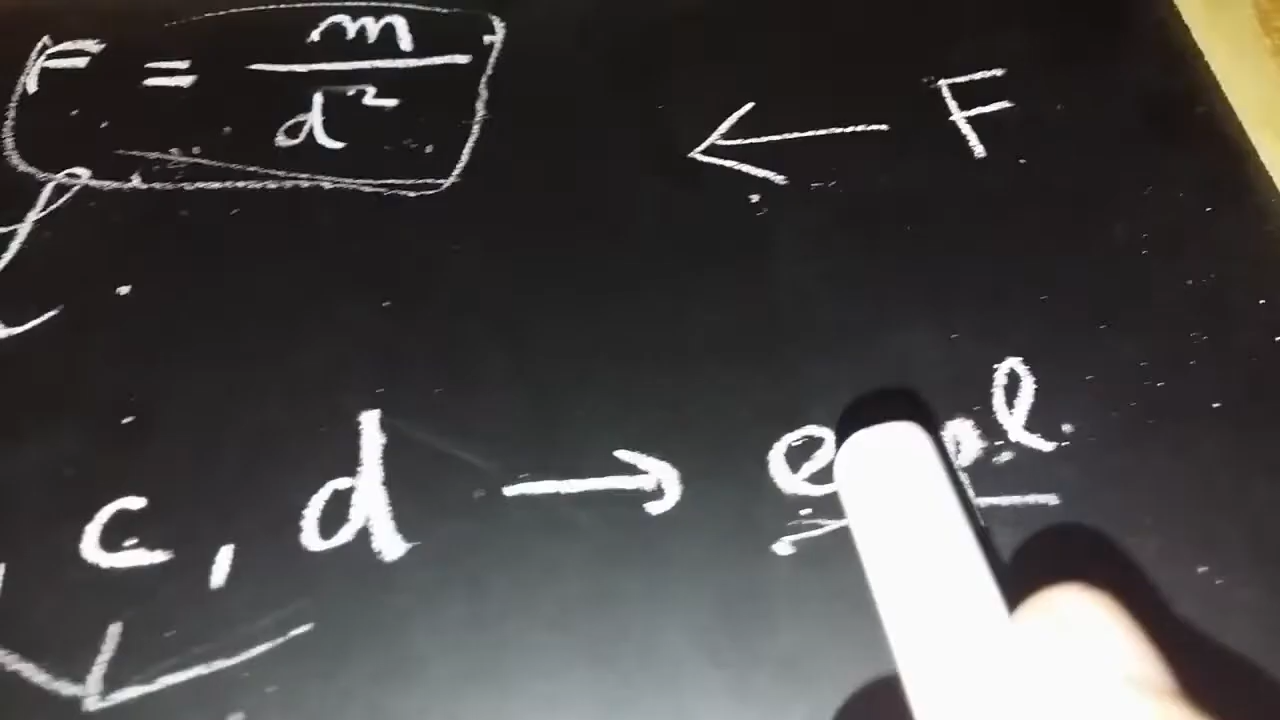 F = m/d²
← F
c, d →